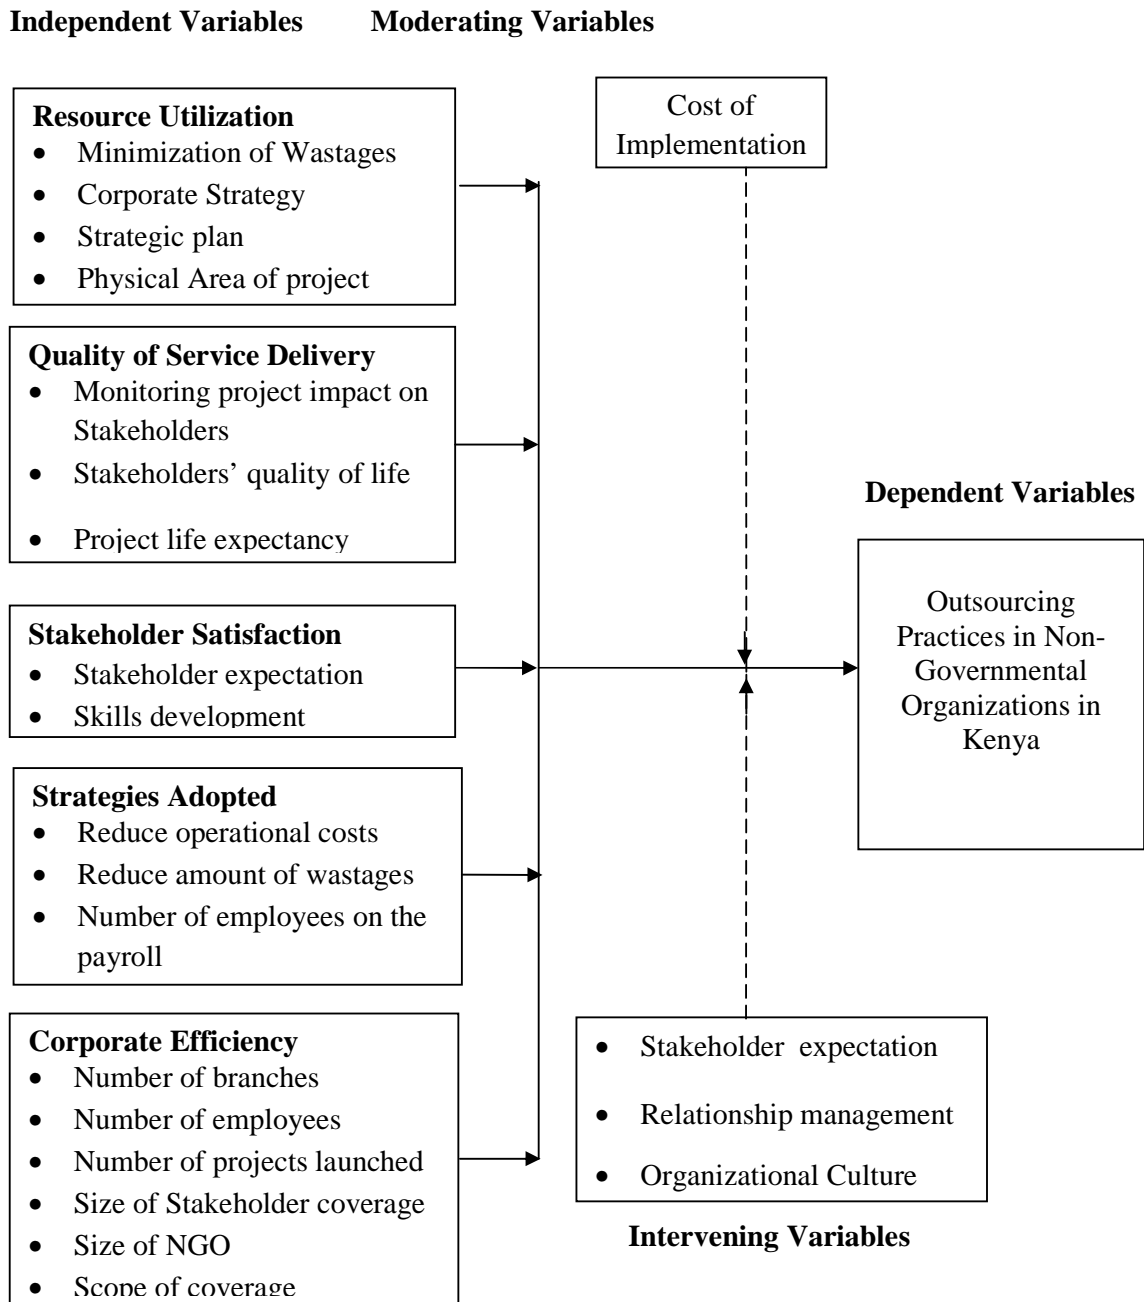 Independent Variables
Moderating Variables
Resource Utilization
• Minimization of Wastages
• Corporate Strategy
• Strategic plan
• Physical Area of project
Cost of
Implementation
Quality of Service Delivery
• Monitoring project impact on
Stakeholders
• Stakeholders’ quality of life
• Project life expectancy
Stakeholder Satisfaction
• Stakeholder expectation
• Skills development
Strategies Adopted
• Reduce operational costs
• Reduce amount of wastages
• Number of employees on the
payroll
Corporate Efficiency
• Number of branches
• Number of employees
• Number of projects launched
• Size of Stakeholder coverage
• Size of NGO
• Scope of coverage
Dependent Variables
Outsourcing
Practices in Non-
Governmental
Organizations in
Kenya
• Stakeholder expectation
• Relationship management
• Organizational Culture
Intervening Variables